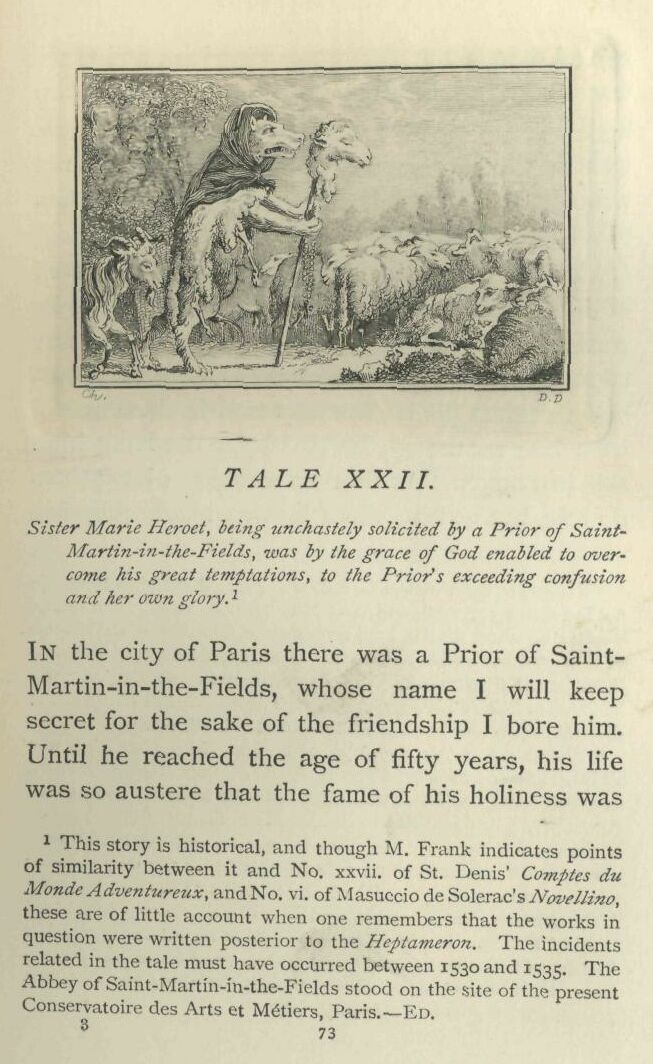 Ch.
D. D
TALE XXII.
Sister Marie Heroet, being unchastely solicited by a Prior of Saint-
Martin-in-the-Fields, was by the grace of God enabled to over-
come his great temptations, to the Prior's exceeding confusion
and her own glory.¹
IN the city of Paris there was a Prior of Saint-
Martin-in-the-Fields, whose name I will keep
secret for the sake of the friendship I bore him.
Until he reached the age of fifty years, his life
was so austere that the fame of his holiness was
¹ This story is historical, and though M. Frank indicates points
of similarity between it and No. xxvii. of St. Denis' Comptes du
Monde Adventureux, and No. vi. of Masuccio de Solerac's Novellino,
these are of little account when one remembers that the works in
question were written posterior to the Heptameron. The incidents
related in the tale must have occurred between 1530 and 1535. The
Abbey of Saint-Martin-in-the-Fields stood on the site of the present
Conservatoire des Arts et Métiers, Paris.—ED.
3
73